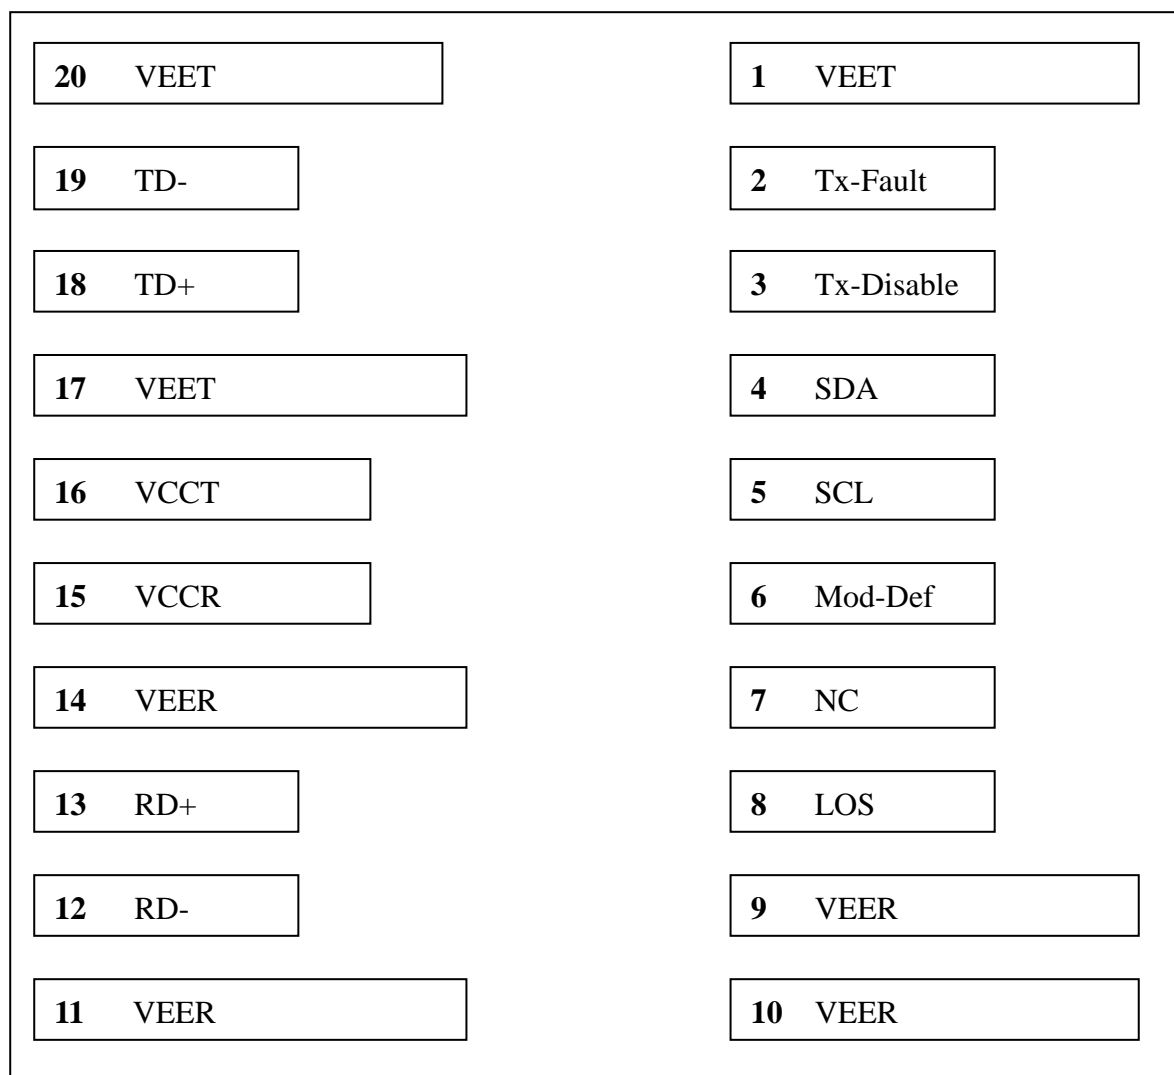 20 VEET 1 VEET
19 TD- 2 Tx-Fault
18 TD+ 3 Tx-Disable
17 VEET 4 SDA
16 VCCT 5 SCL
15 VCCR 6 Mod-Def
14 VEER 7 NC
13 RD+ 8 LOS
12 RD- 9 VEER
11 VEER 10 VEER